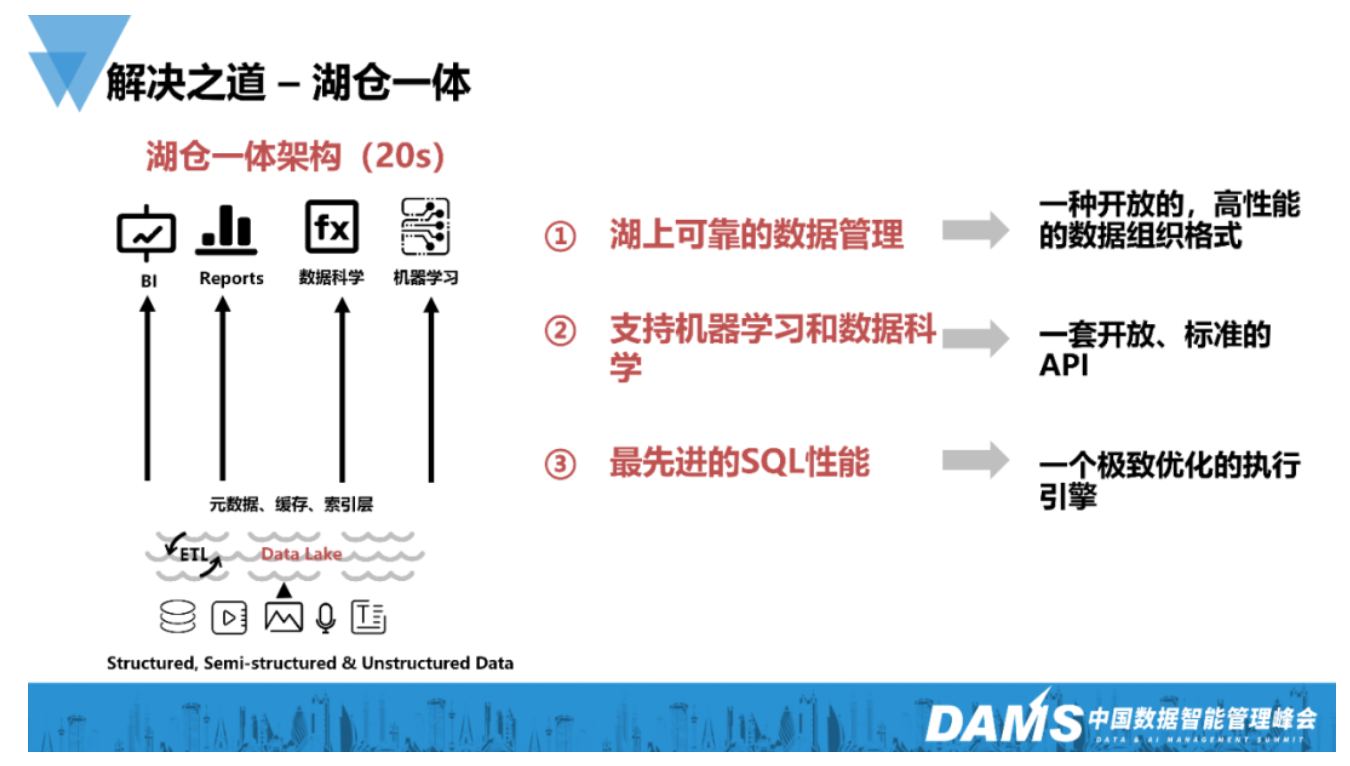 解决之道 – 湖仓一体
湖仓一体架构（20s）
BI
Reports
fx
数据科学
机器学习
元数据、缓存、索引层
ETL
Data Lake
T
Structured, Semi-structured & Unstructured Data
① 湖上可靠的数据管理
一种开放的，高性能
的数据组织格式
② 支持机器学习和数据科
学
一套开放、标准的
API
③ 最先进的SQL性能
一个极致优化的执行
引擎
DAMS 中国数据智能管理峰会
DATA & AI MANAGEMENT SUMMIT